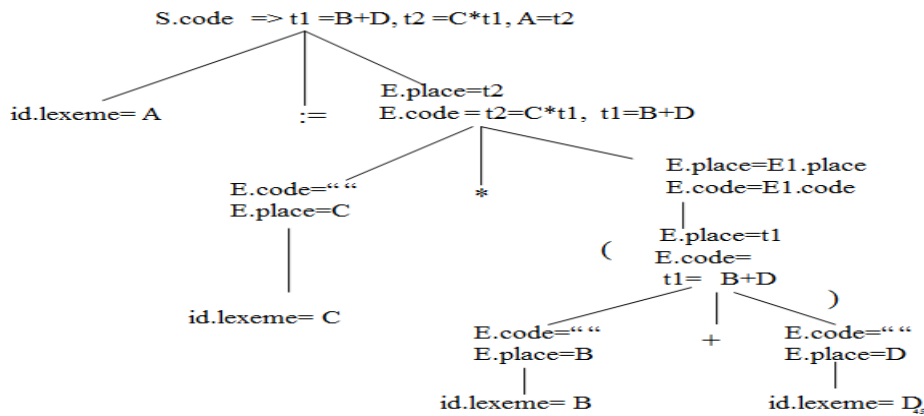 S.code => t1 =B+D, t2 =C*t1, A=t2
E.place=t2
id.lexeme= A := E.code = t2=C*t1, t1=B+D
E.place=E1.place
E.code=“ “ * E.code=E1.code
E.place=C
( E.place=t1
E.code=
t1= B+D
)
id.lexeme= C
E.code=“ “ + E.code=“ “
E.place=B E.place=D
id.lexeme= B id.lexeme= D